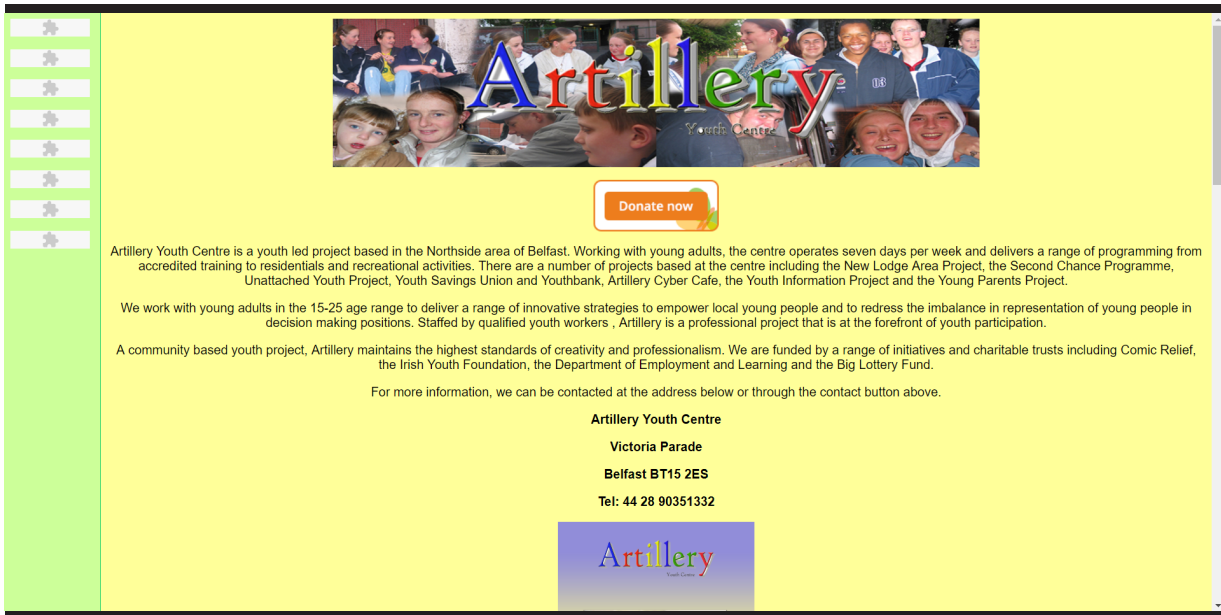 Artillery
Youth Centre
03
Donate now
Artillery Youth Centre is a youth led project based in the Northside area of Belfast. Working with young adults, the centre operates seven days per week and delivers a range of programming from
accredited training to residentials and recreational activities. There are a number of projects based at the centre including the New Lodge Area Project, the Second Chance Programme,
Unattached Youth Project, Youth Savings Union and Youthbank, Artillery Cyber Cafe, the Youth Information Project and the Young Parents Project.
We work with young adults in the 15-25 age range to deliver a range of innovative strategies to empower local young people and to redress the imbalance in representation of young people in
decision making positions. Staffed by qualified youth workers , Artillery is a professional project that is at the forefront of youth participation.
A community based youth project, Artillery maintains the highest standards of creativity and professionalism. We are funded by a range of initiatives and charitable trusts including Comic Relief,
the Irish Youth Foundation, the Department of Employment and Learning and the Big Lottery Fund.
For more information, we can be contacted at the address below or through the contact button above.
Artillery Youth Centre
Victoria Parade
Belfast BT15 2ES
Tel: 44 28 90351332
Artillery
Youth Centre